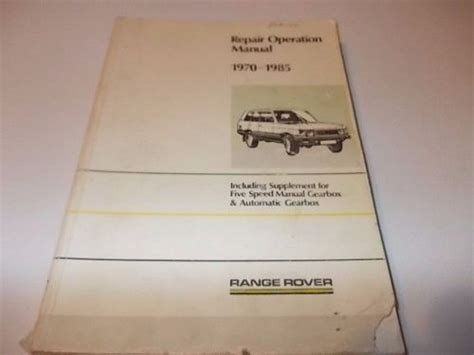 Repair Operation
Manual
1970-1985
Including Supplement for
Five Speed Manual Gearbox
& Automatic Gearbox
RANGE ROVER